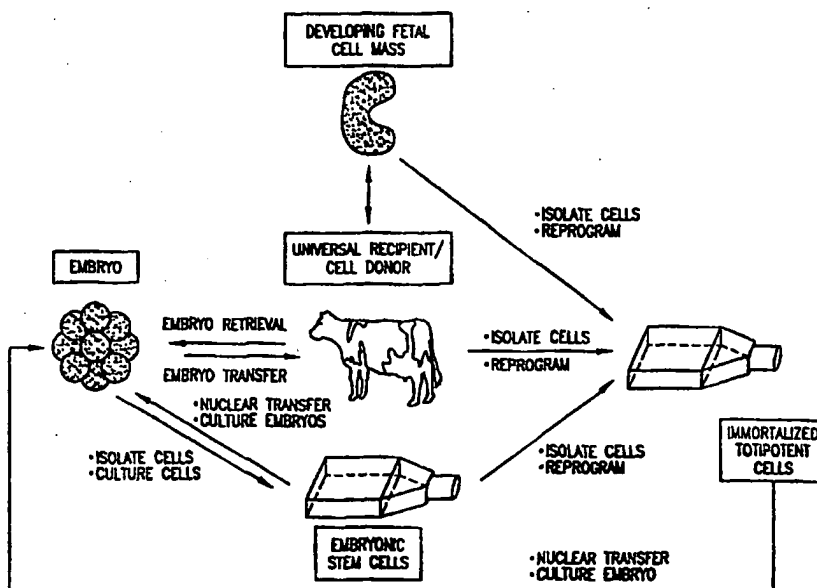 DEVELOPING FETAL
CELL MASS
•ISOLATE CELLS
•REPROGRAM
UNIVERSAL RECIPIENT/
CELL DONOR
EMBRYO
EMBRYO RETRIEVAL
EMBRYO TRANSFER
•ISOLATE CELLS
•REPROGRAM
•NUCLEAR TRANSFER
•CULTURE EMBRYOS
•ISOLATE CELLS
•CULTURE CELLS
•ISOLATE CELLS
•REPROGRAM
IMMORTALIZED
TOTIPOTENT
CELLS
EMBRYONIC
STEM CELLS
•NUCLEAR TRANSFER
•CULTURE EMBRYO